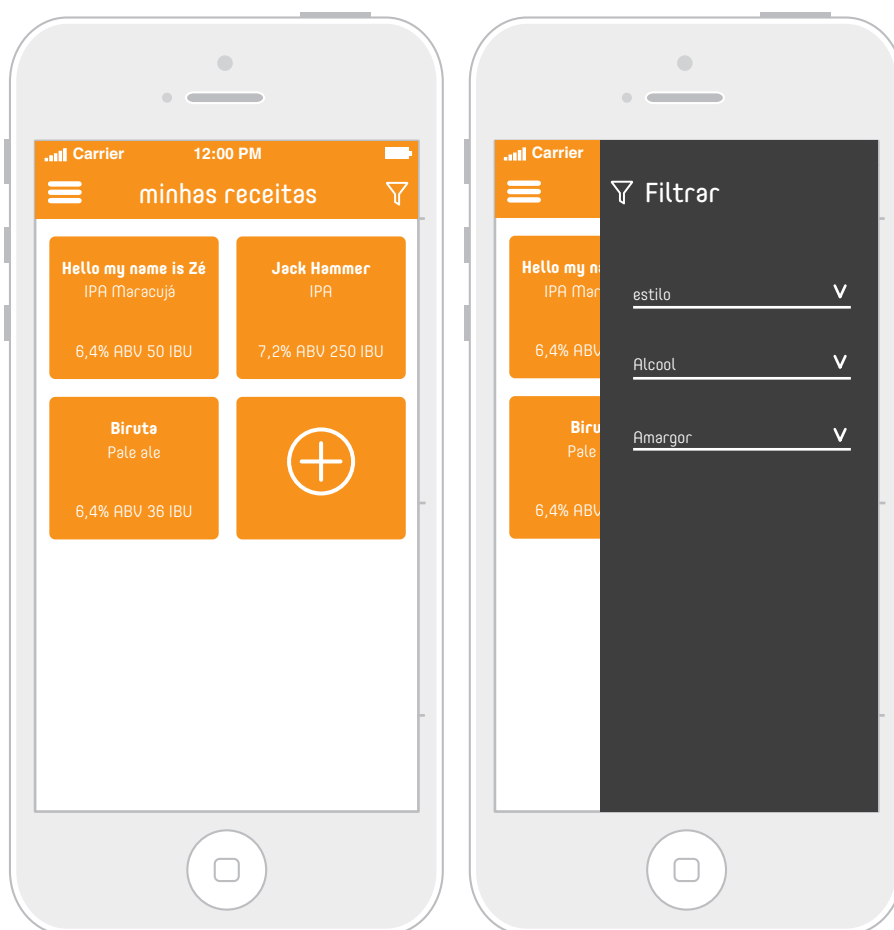 Carrier 12:00 PM
minhas receitas
Hello my name is Zé
IPA Maracujá
6,4% ABV 50 IBU
Jack Hammer
IPA
7,2% ABV 250 IBU
Biruta
Pale ale
6,4% ABV 36 IBU
Carrier
Filtrar
Hello my n
IPA Mar
6,4% ABV
Biru
Pale
6,4% ABV
estilo
Alcool
Amargor